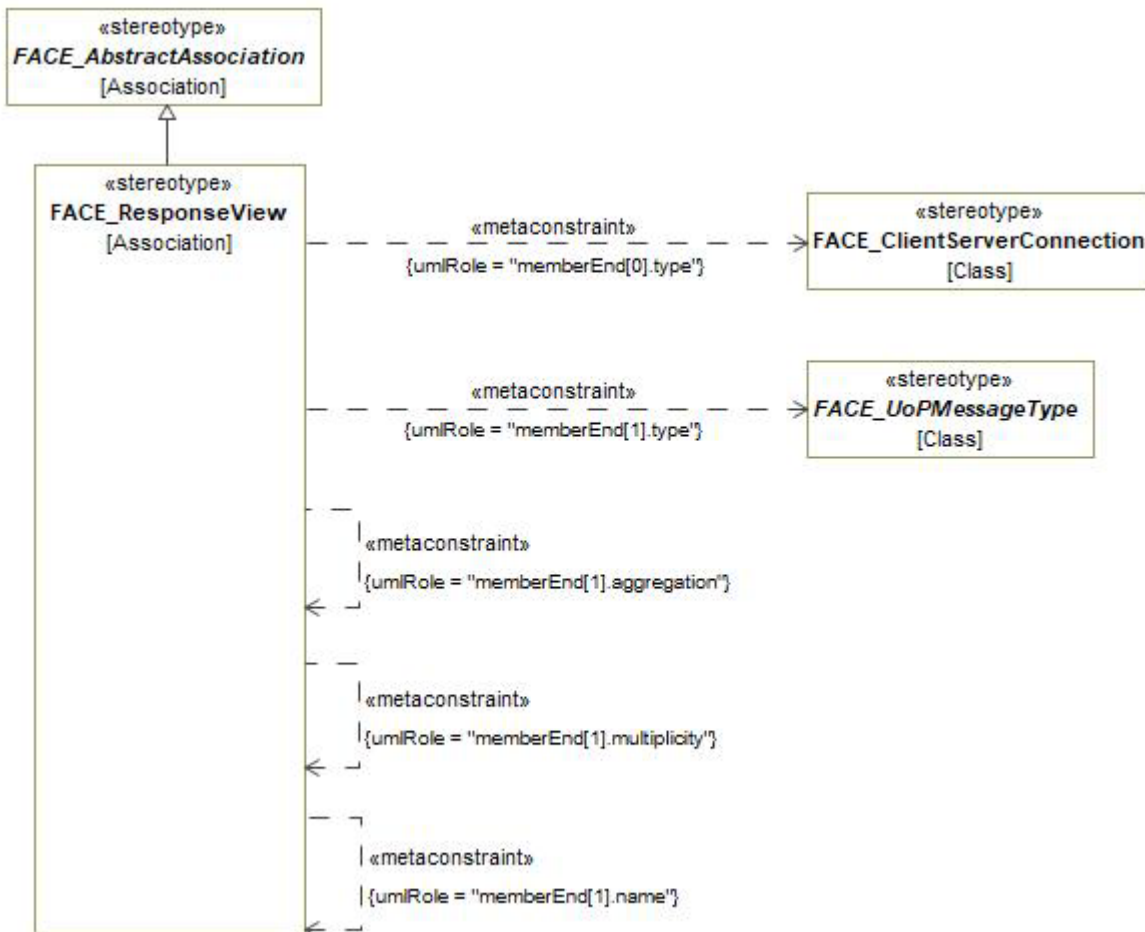 «stereotype»
FACE_AbstractAssociation
[Association]
«stereotype»
FACE_ResponseView
[Association]
«metaconstraint»
{umlRole = "memberEnd[0].type"}
«stereotype»
FACE_ClientServerConnection
[Class]
«metaconstraint»
{umlRole = "memberEnd[1].type"}
«stereotype»
FACE_UoPMessageType
[Class]
«metaconstraint»
{umlRole = "memberEnd[1].aggregation"}
«metaconstraint»
{umlRole = "memberEnd[1].multiplicity"}
«metaconstraint»
{umlRole = "memberEnd[1].name"}